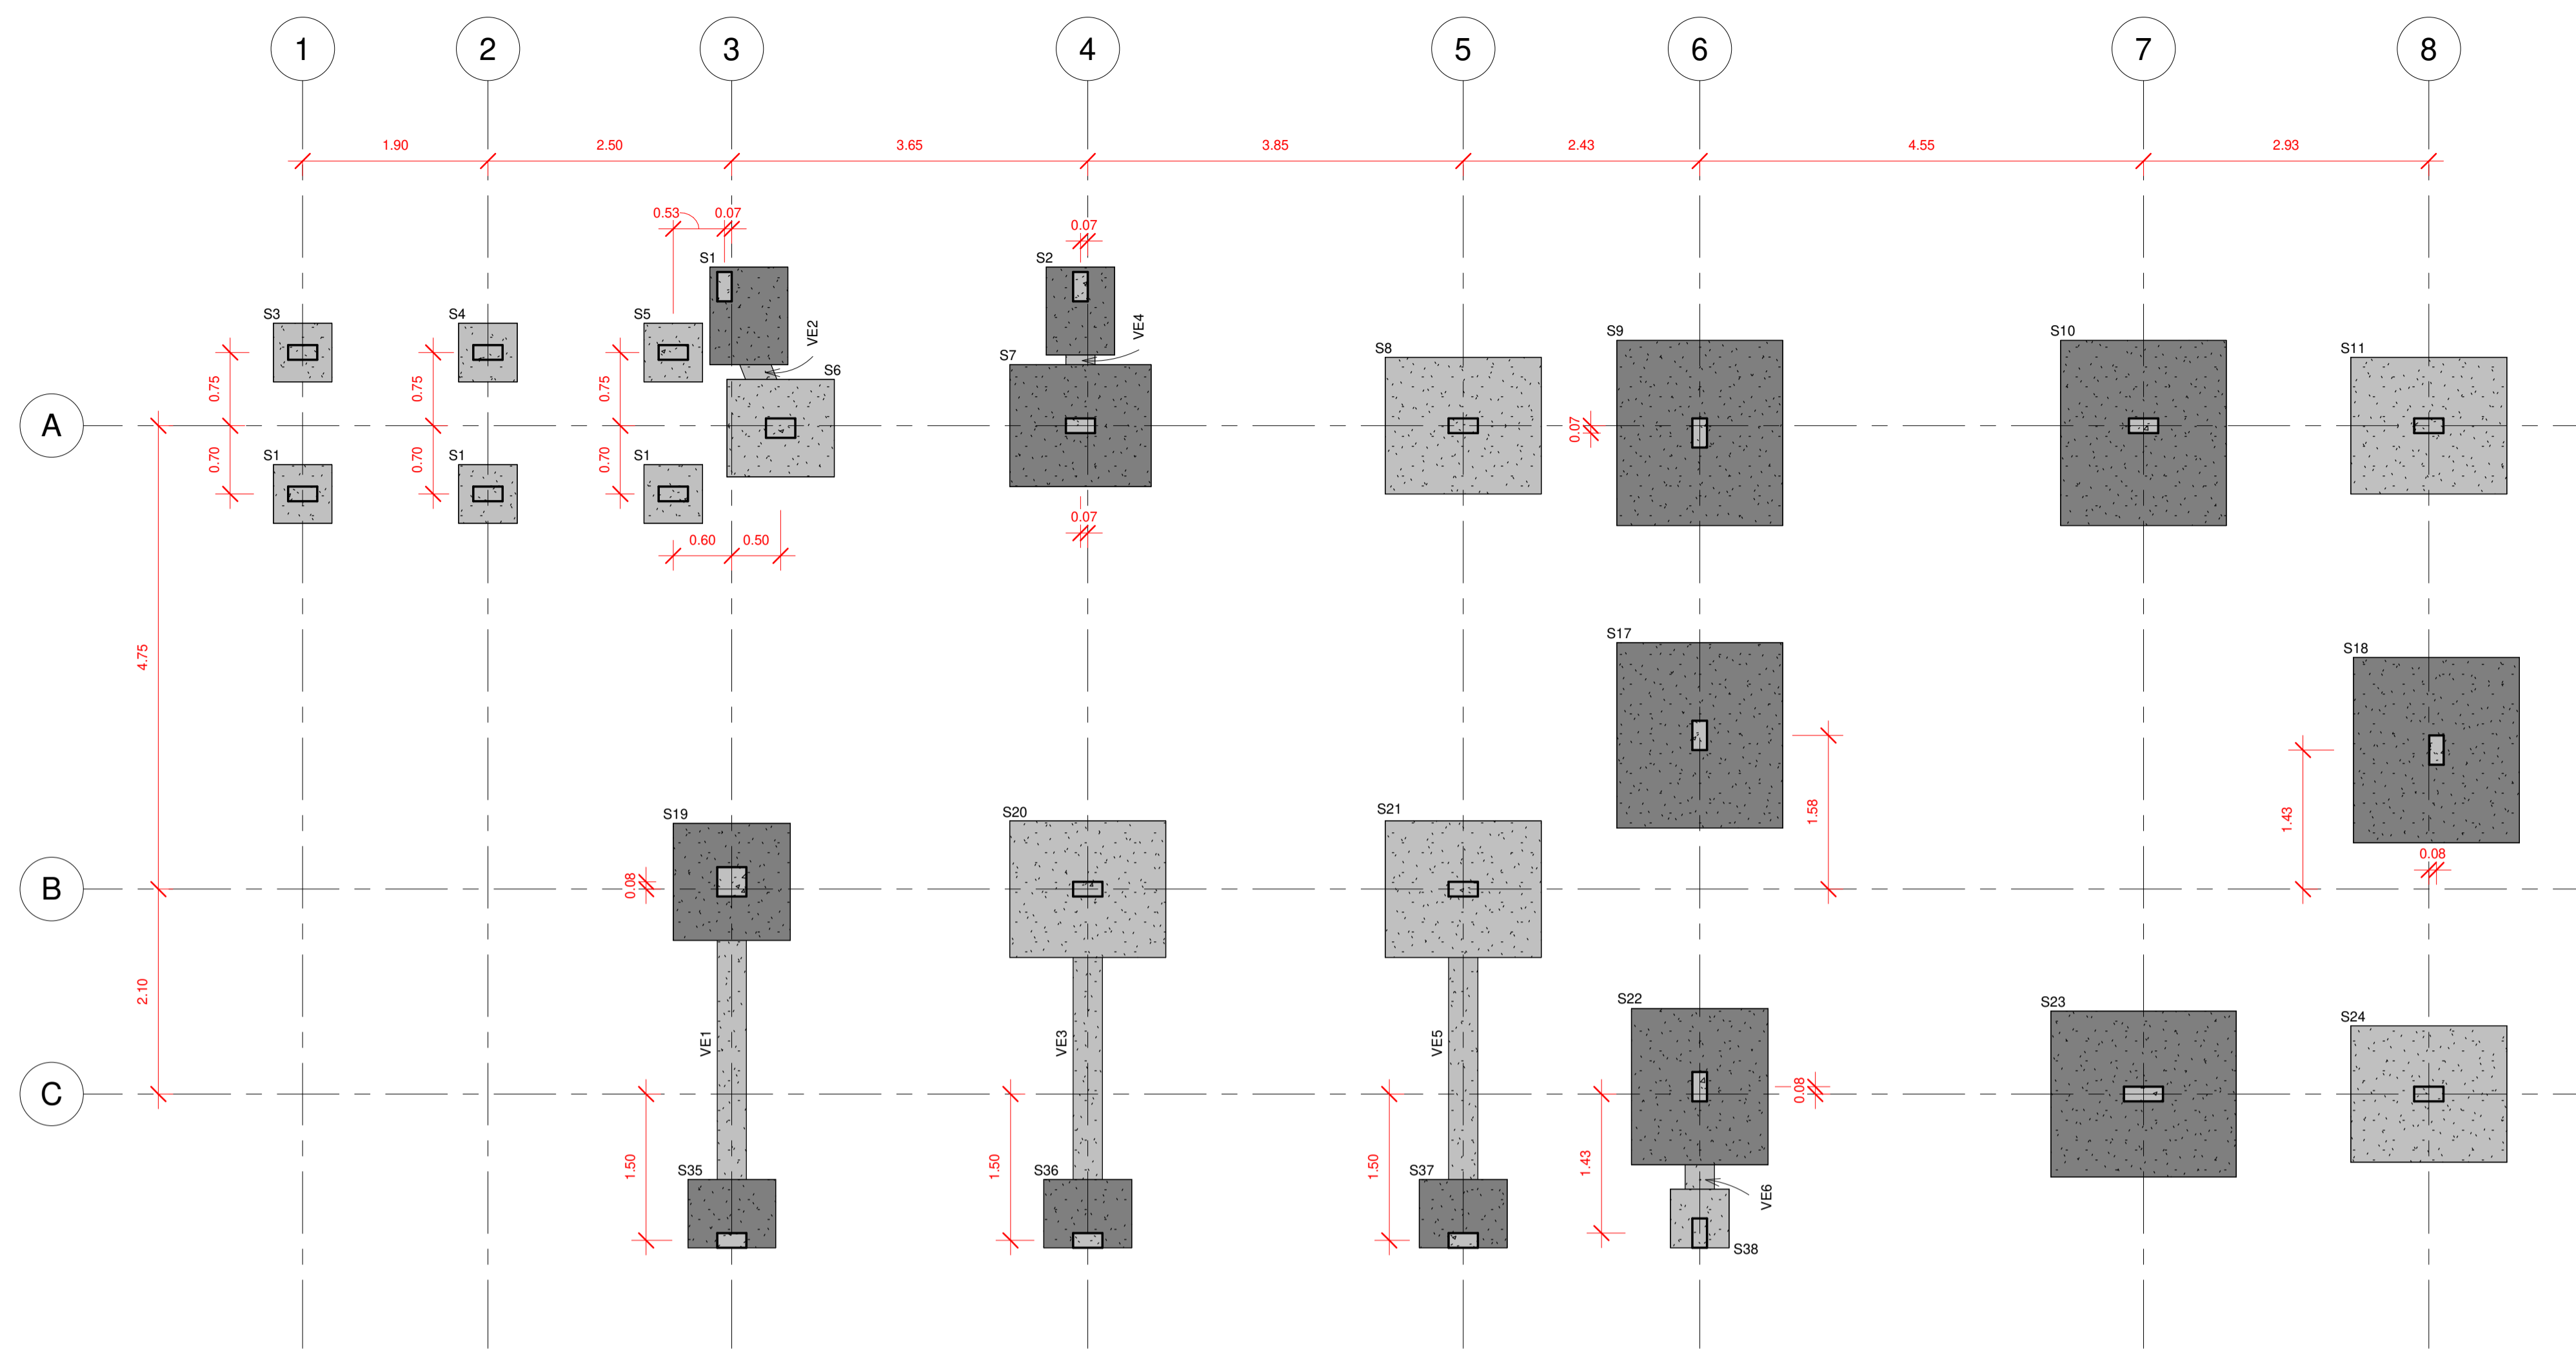 1 2 3 4 5 6 7 8
1.90 2.50 3.65 3.85 2.43 4.55 2.93
0.53 0.07 0.07
S1 S2
S3 S4 S5 VE2 VE4 S9 S10
S7 S8 S11
S6
0.75 0.75 0.75
A 0.07
S1 S1 S1
0.70 0.70 0.70
0.07
0.60 0.50
4.75
S17 S18
S19 S20 S21 1.58 1.43
0.08
B 0.08
2.10 S22 S23 S24
VE1 VE3 VE5
C 0.08
1.50 1.50 1.50 1.43
S35 S36 S37 VE6
S38